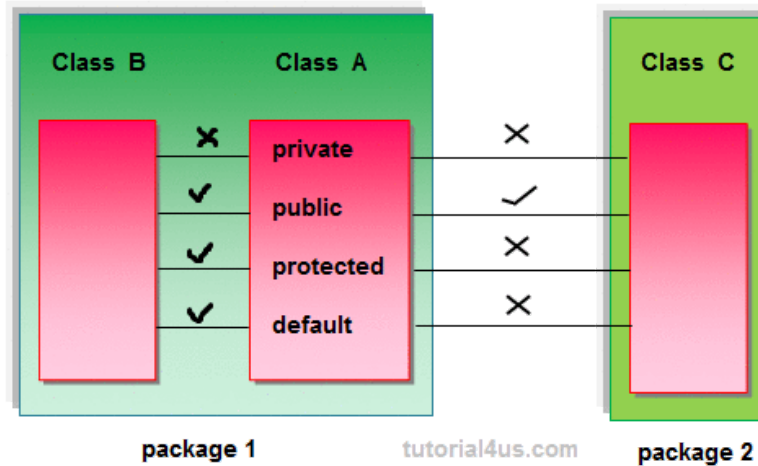 Class B
Class A
Class C
private
public
protected
default
package 1
tutorial4us.com
package 2